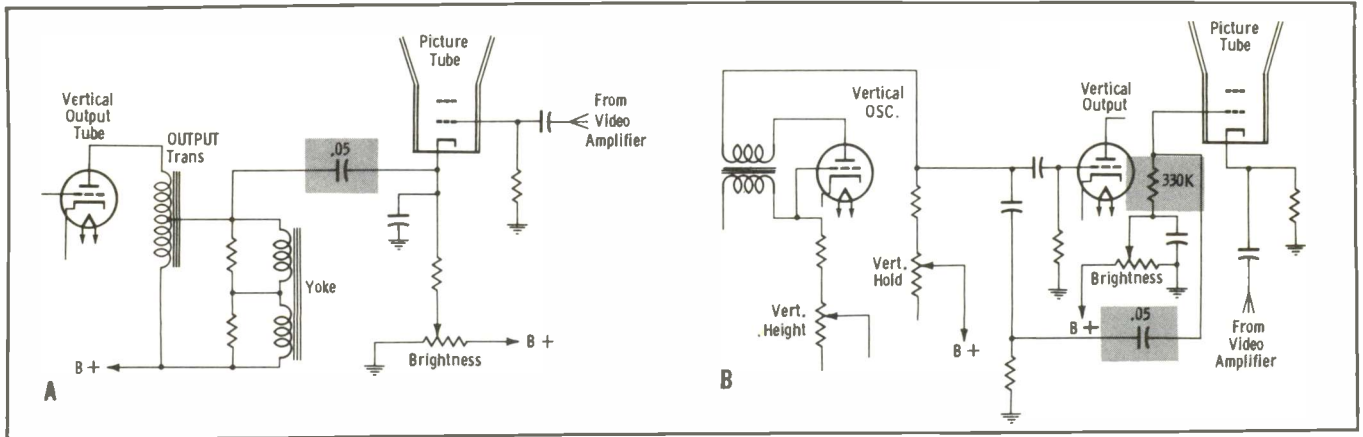 Picture
Tube
Vertical
Output
Tube
OUTPUT
Trans
.05
From
Video
Amplifier
Yoke
B +
Brightness
B +
A
Picture
Tube
Vertical
OSC.
Vertical
Output
330K
Vert.
Hold
Vert.
.Height
B +
Brightness
B +
.05
From
Video
Amplifier
B